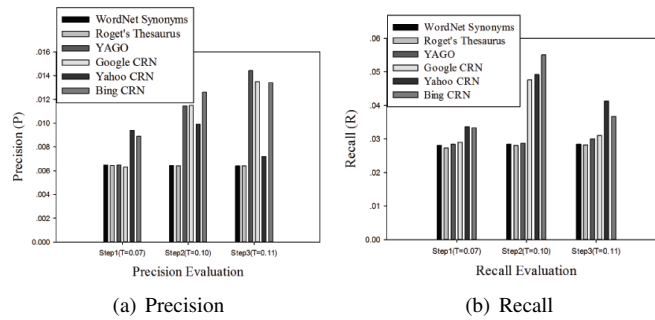 WordNet Synonyms
Roget's Thesaurus
YAGO
Google CRN
Yahoo CRN
Bing CRN
.016
.014
.012
.010
.008
.006
.004
.002
0.000
Precision (P)
Step1(T=0.07) Step2(T=0.10) Step3(T=0.11)
Precision Evaluation
(a) Precision
WordNet Synonyms
Roget's Thesaurus
YAGO
Google CRN
Yahoo CRN
Bing CRN
.06
.05
.04
.03
.02
.01
0.00
Recall (R)
Step1(T=0.07) Step2(T=0.10) Step3(T=0.11)
Recall Evaluation
(b) Recall